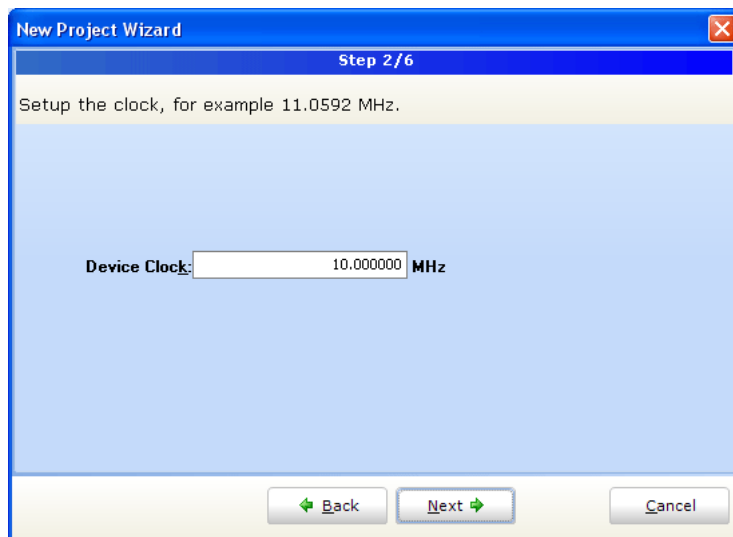 New Project Wizard
Step 2/6
Setup the clock, for example 11.0592 MHz.
Device Clock: 10.000000 MHz
Back Next Cancel